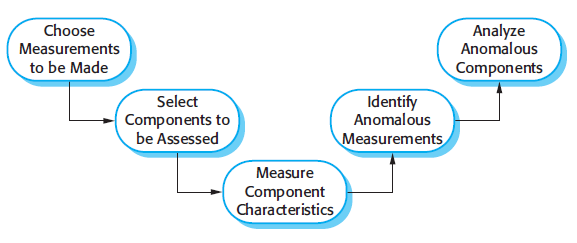 Choose
Measurements
to be Made
Select
Components to
be Assessed
Measure
Component
Characteristics
Identify
Anomalous
Measurements
Analyze
Anomalous
Components